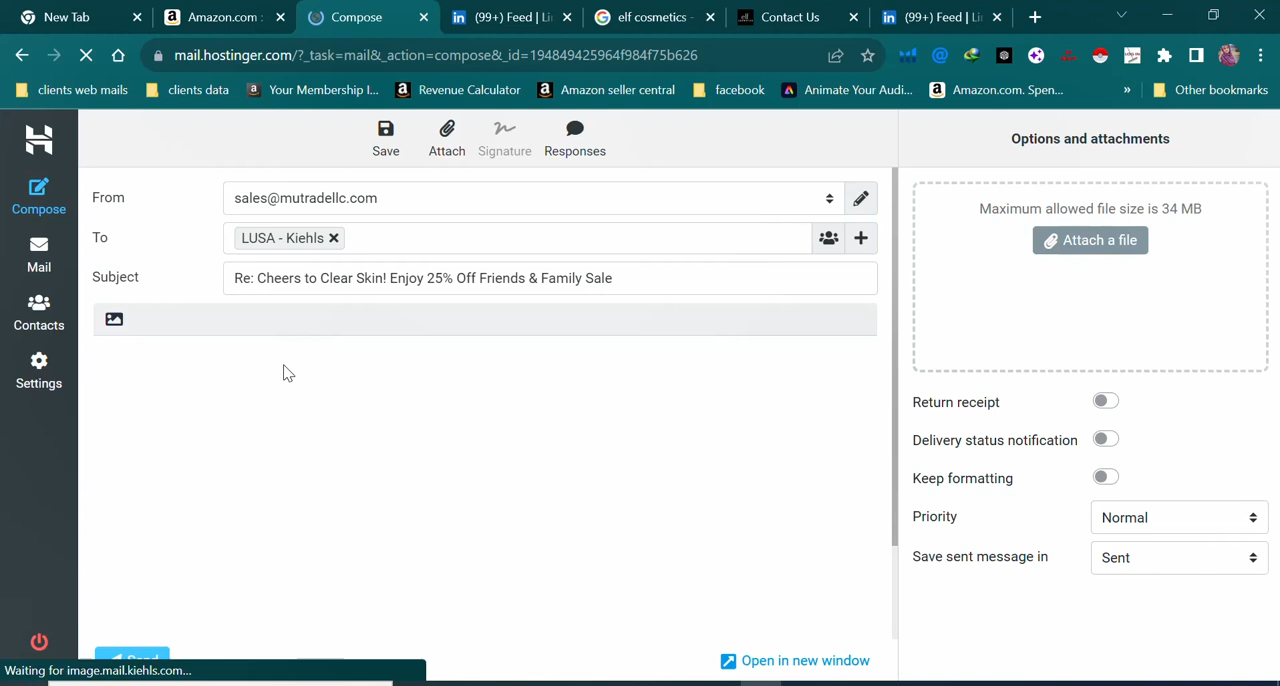 New Tab
Amazon.com :
Compose
(99+) Feed | Li
elf cosmetics -
Contact Us
(99+) Feed | Li
mail.hostinger.com/?_task=mail&_action=compose&_id=194849425964f984f75b626
clients web mails
clients data
Your Membership I...
Revenue Calculator
Amazon seller central
facebook
Animate Your Audi...
Amazon.com. Spen...
»
Other bookmarks
Save
Attach
Signature
Responses
Options and attachments
Compose
Mail
Contacts
Settings
From
sales@mutradellc.com
To
LUSA - Kiehls
Subject
Re: Cheers to Clear Skin! Enjoy 25% Off Friends & Family Sale
Maximum allowed file size is 34 MB
Attach a file
Return receipt
Delivery status notification
Keep formatting
Priority
Normal
Save sent message in
Sent
Send
Open in new window
Waiting for image.mail.kiehls.com...